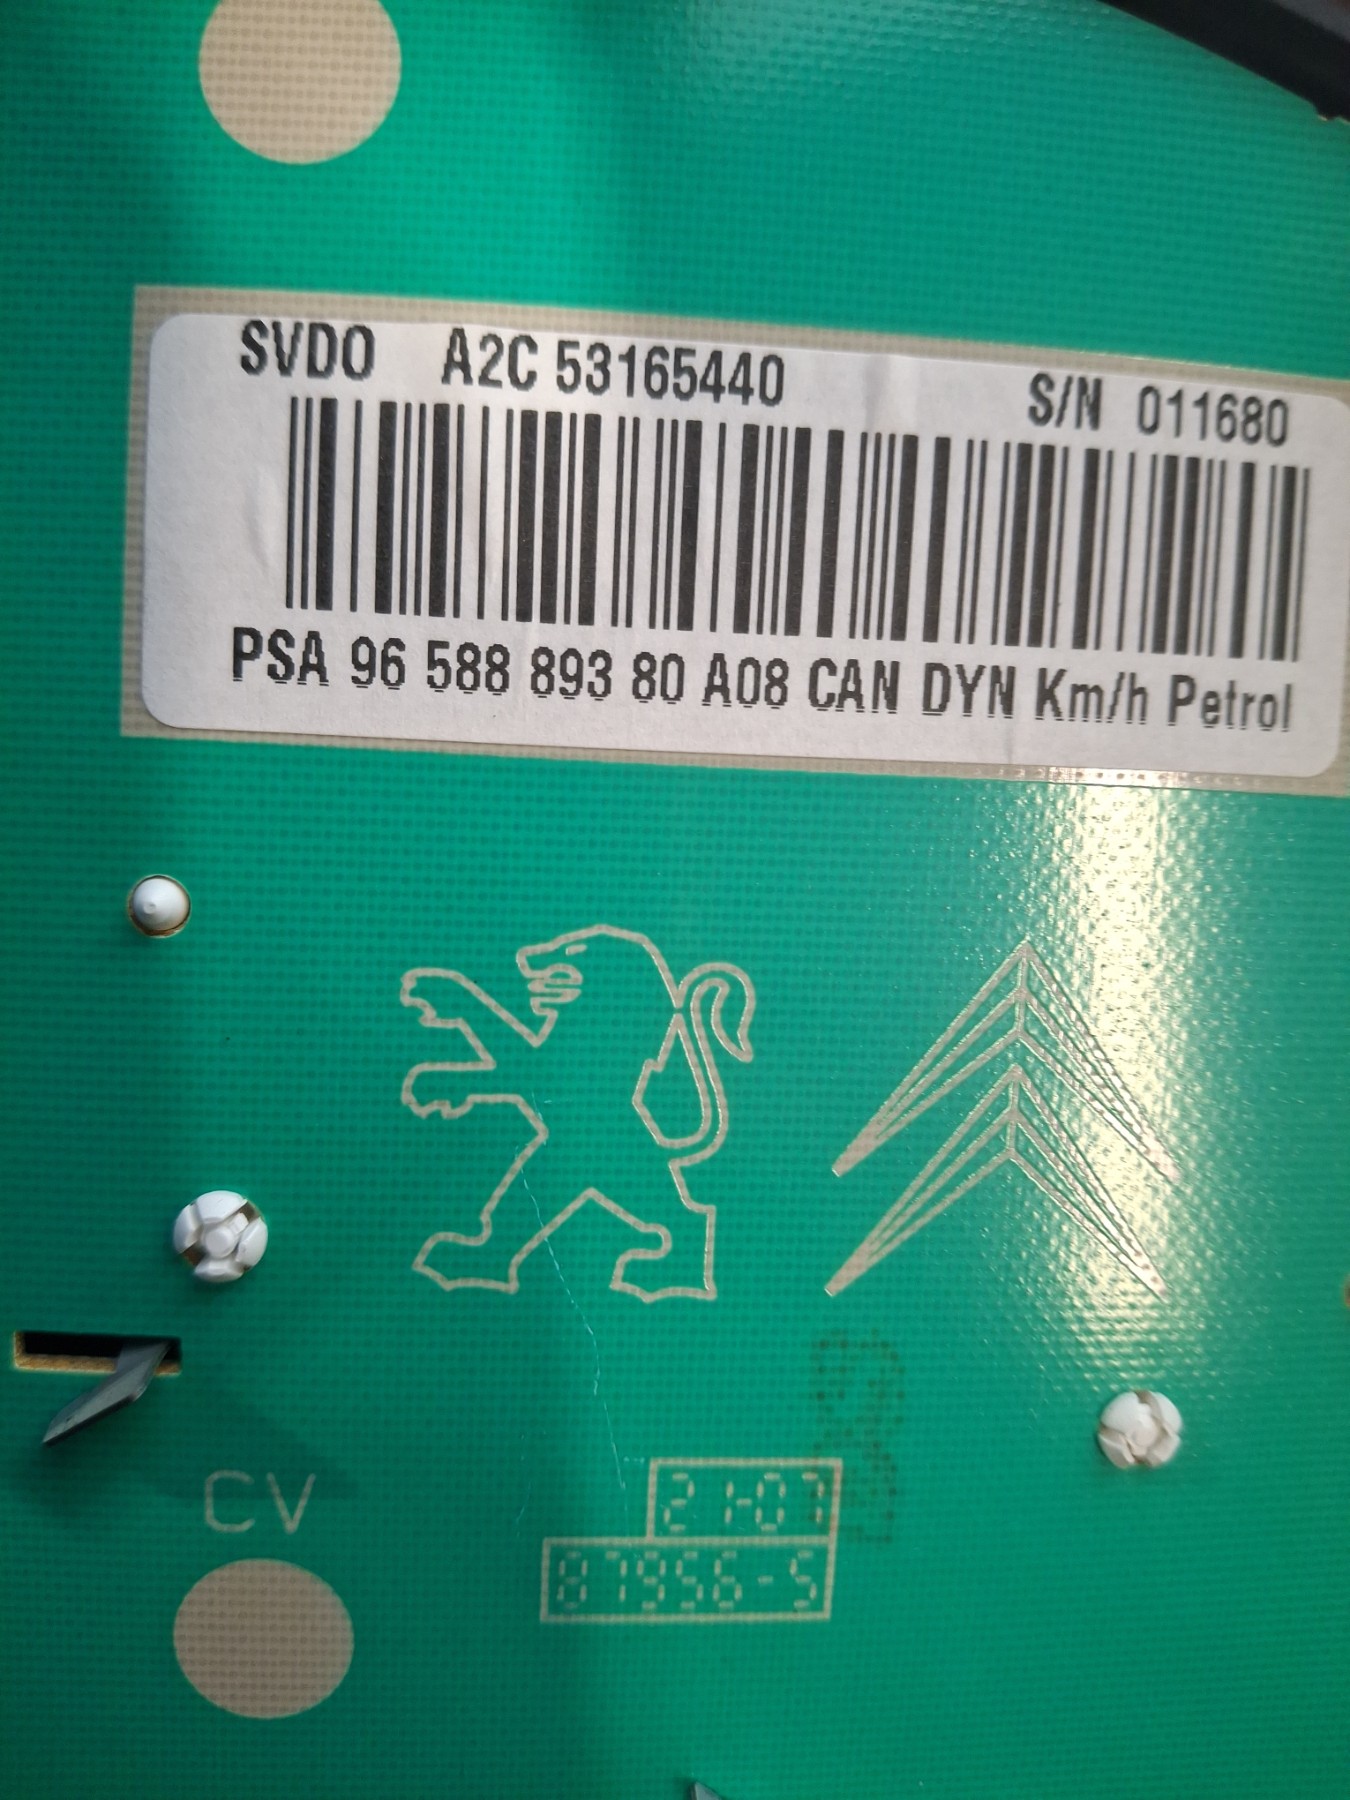 SVDO A2C 53165440 S/N 011680
PSA 96 588 893 80 A08 CAN DYN Km/h Petrol
CV
21-07
87956-S